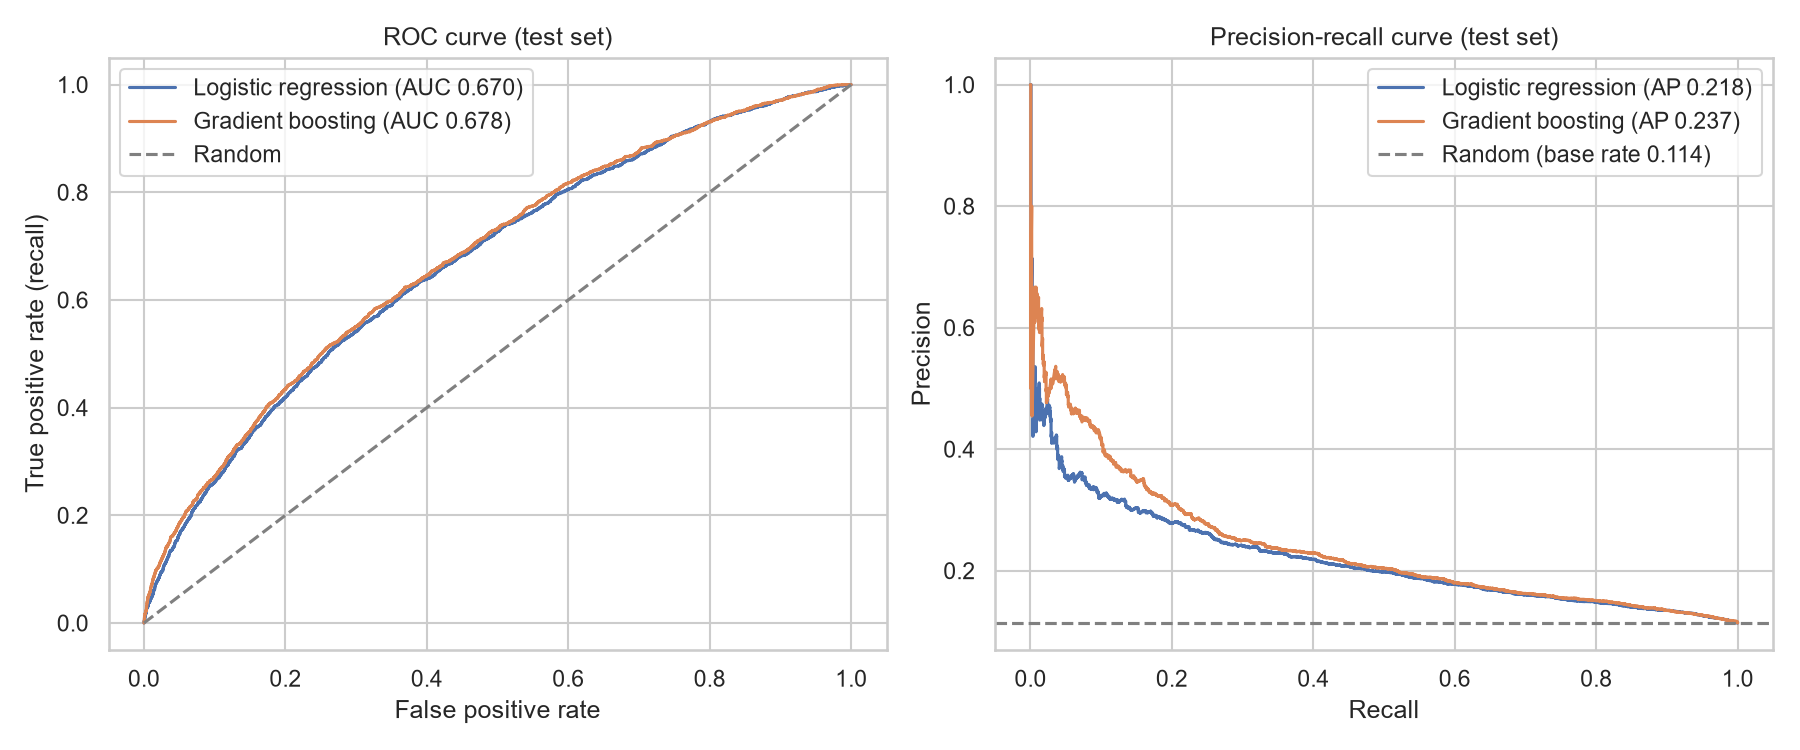 ROC curve (test set)
Logistic regression (AUC 0.670)
Gradient boosting (AUC 0.678)
Random
True positive rate (recall)
1.0
0.8
0.6
0.4
0.2
0.0
0.0 0.2 0.4 0.6 0.8 1.0
False positive rate
Precision-recall curve (test set)
Logistic regression (AP 0.218)
Gradient boosting (AP 0.237)
Random (base rate 0.114)
Precision
1.0
0.8
0.6
0.4
0.2
0.0 0.2 0.4 0.6 0.8 1.0
Recall